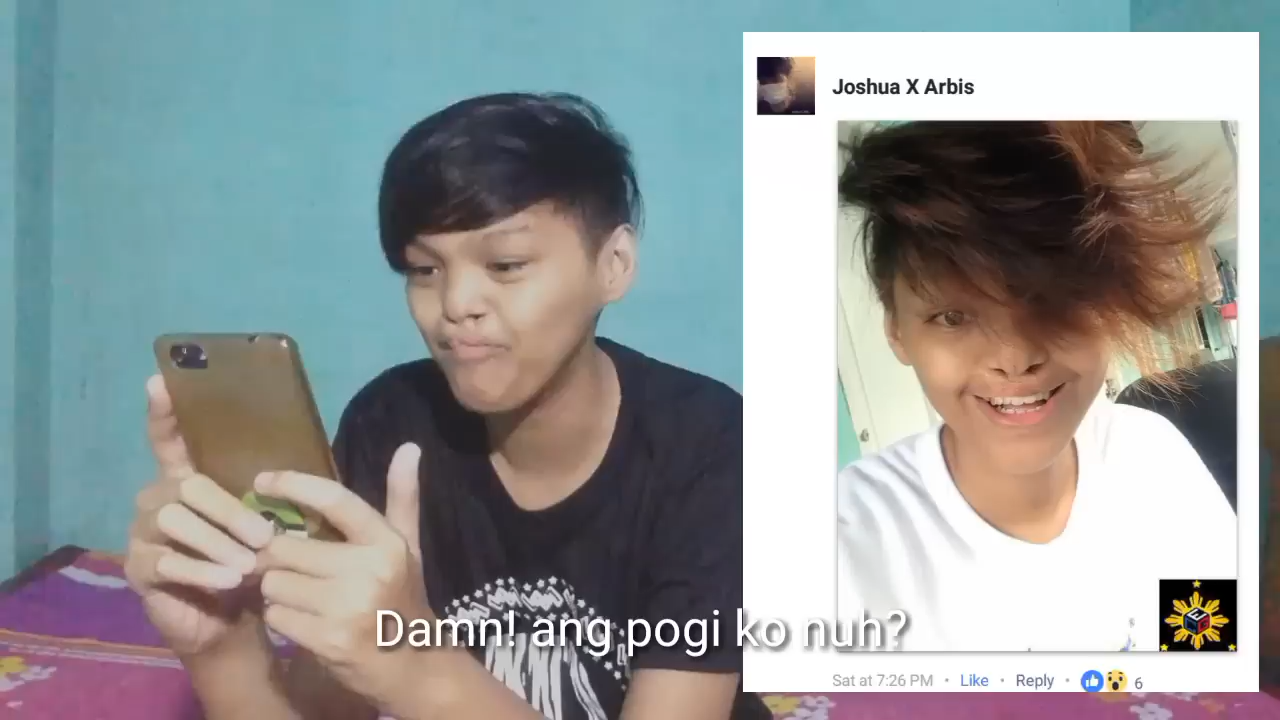 Joshua X Arbis
Damn! ang pogi ko nuh?
Sat at 7:26 PM • Like • Reply • 6